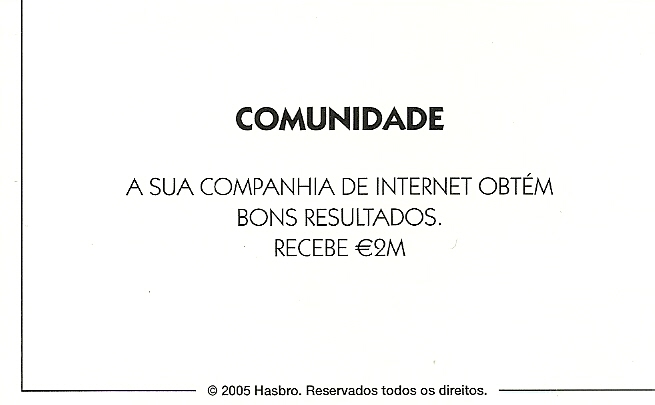 COMUNIDADE
A SUA COMPANHIA DE INTERNET OBTÉM
BONS RESULTADOS.
RECEBE €2M
© 2005 Hasbro. Reservados todos os direitos.